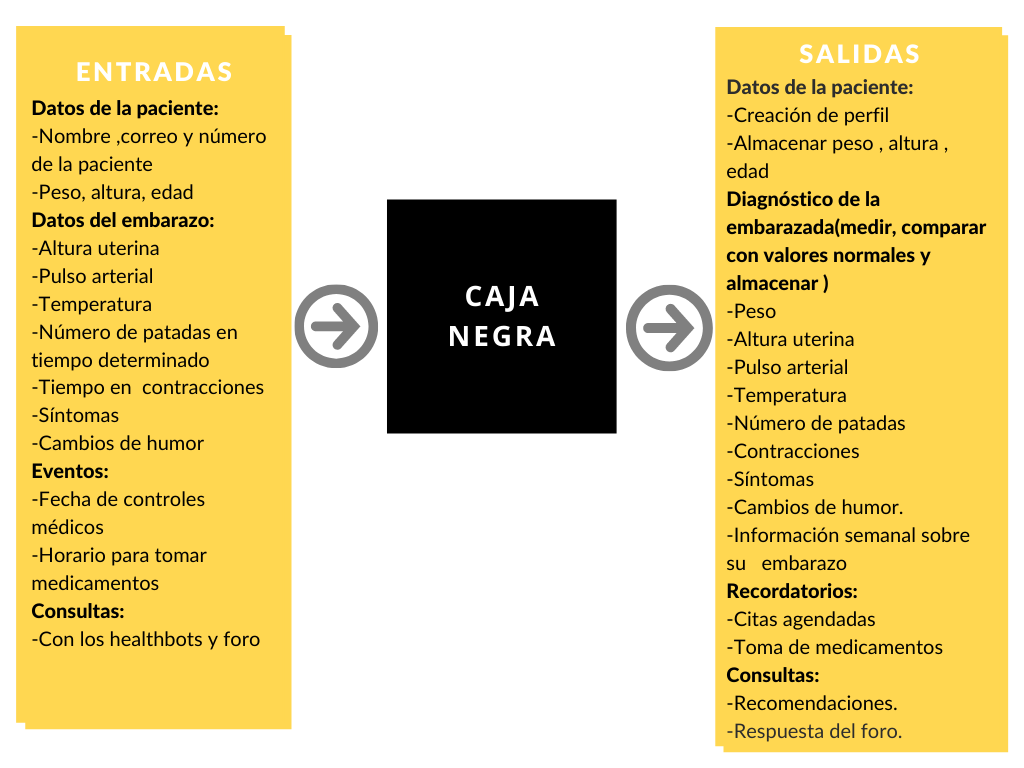 ENTRADAS
Datos de la paciente:
-Nombre ,correo y número
de la paciente
-Peso, altura, edad
Datos del embarazo:
-Altura uterina
-Pulso arterial
-Temperatura
-Número de patadas en
tiempo determinado
-Tiempo en  contracciones
-Síntomas
-Cambios de humor
Eventos:
-Fecha de controles
médicos
-Horario para tomar
medicamentos
Consultas:
-Con los healthbots y foro
CAJA
NEGRA
SALIDAS
Datos de la paciente:
-Creación de perfil
-Almacenar peso , altura ,
edad
Diagnóstico de la
embarazada(medir, comparar
con valores normales y
almacenar )
-Peso
-Altura uterina
-Pulso arterial
-Temperatura
-Número de patadas
-Contracciones
-Síntomas
-Cambios de humor.
-Información semanal sobre
su   embarazo
Recordatorios:
-Citas agendadas
-Toma de medicamentos
Consultas:
-Recomendaciones.
-Respuesta del foro.